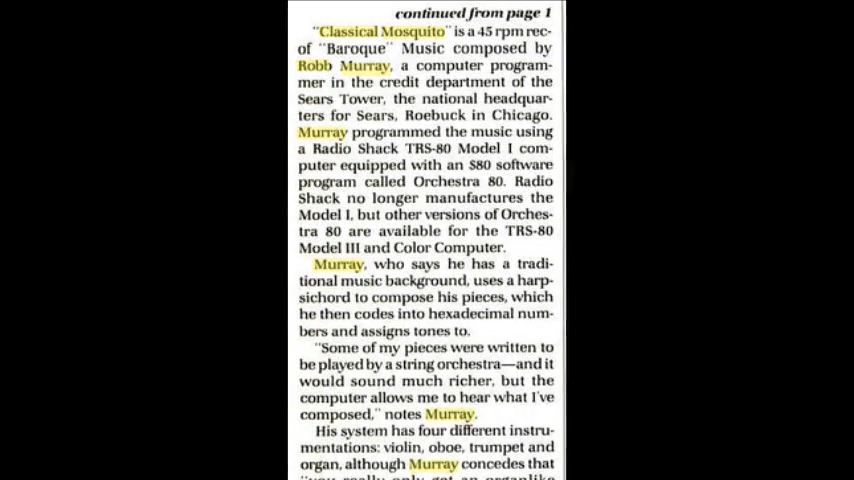 continued from page 1
"Classical Mosquito" is a 45 rpm rec-
of "Baroque" Music composed by
Robb Murray, a computer program-
mer in the credit department of the
Sears Tower, the national headquar-
ters for Sears, Roebuck in Chicago.
Murray programmed the music using
a Radio Shack TRS-80 Model I com-
puter equipped with an $80 software
program called Orchestra 80. Radio
Shack no longer manufactures the
Model I, but other versions of Orches-
tra 80 are available for the TRS-80
Model III and Color Computer.
Murray, who says he has a tradi-
tional music background, uses a harp-
sichord to compose his pieces, which
he then codes into hexadecimal num-
bers and assigns tones to.
"Some of my pieces were written to
be played by a string orchestra—and it
would sound much richer, but the
computer allows me to hear what I've
composed," notes Murray.
His system has four different instru-
mentations: violin, oboe, trumpet and
organ, although Murray concedes that
"you really only get an organlike